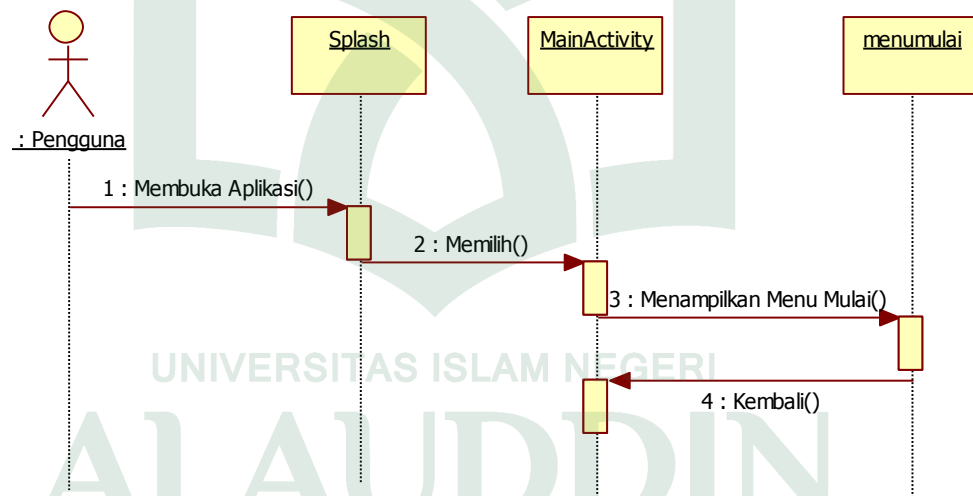 Splash
MainActivity
menumulai
: Pengguna
1 : Membuka Aplikasi()
2 : Memilih()
3 : Menampilkan Menu Mulai()
UNIVERSITAS ISLAM NEGERI
4 : Kembali()
ALAUDDIN